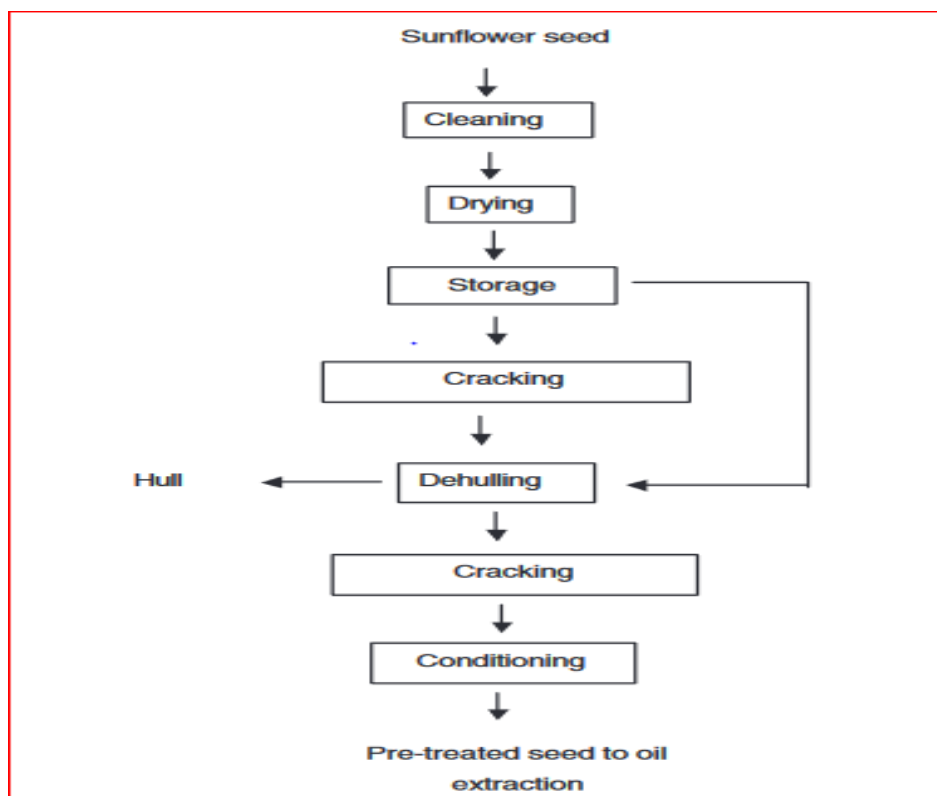 Sunflower seed
Cleaning
Drying
Storage
Cracking
Hull
Dehulling
Cracking
Conditioning
Pre-treated seed to oil
extraction